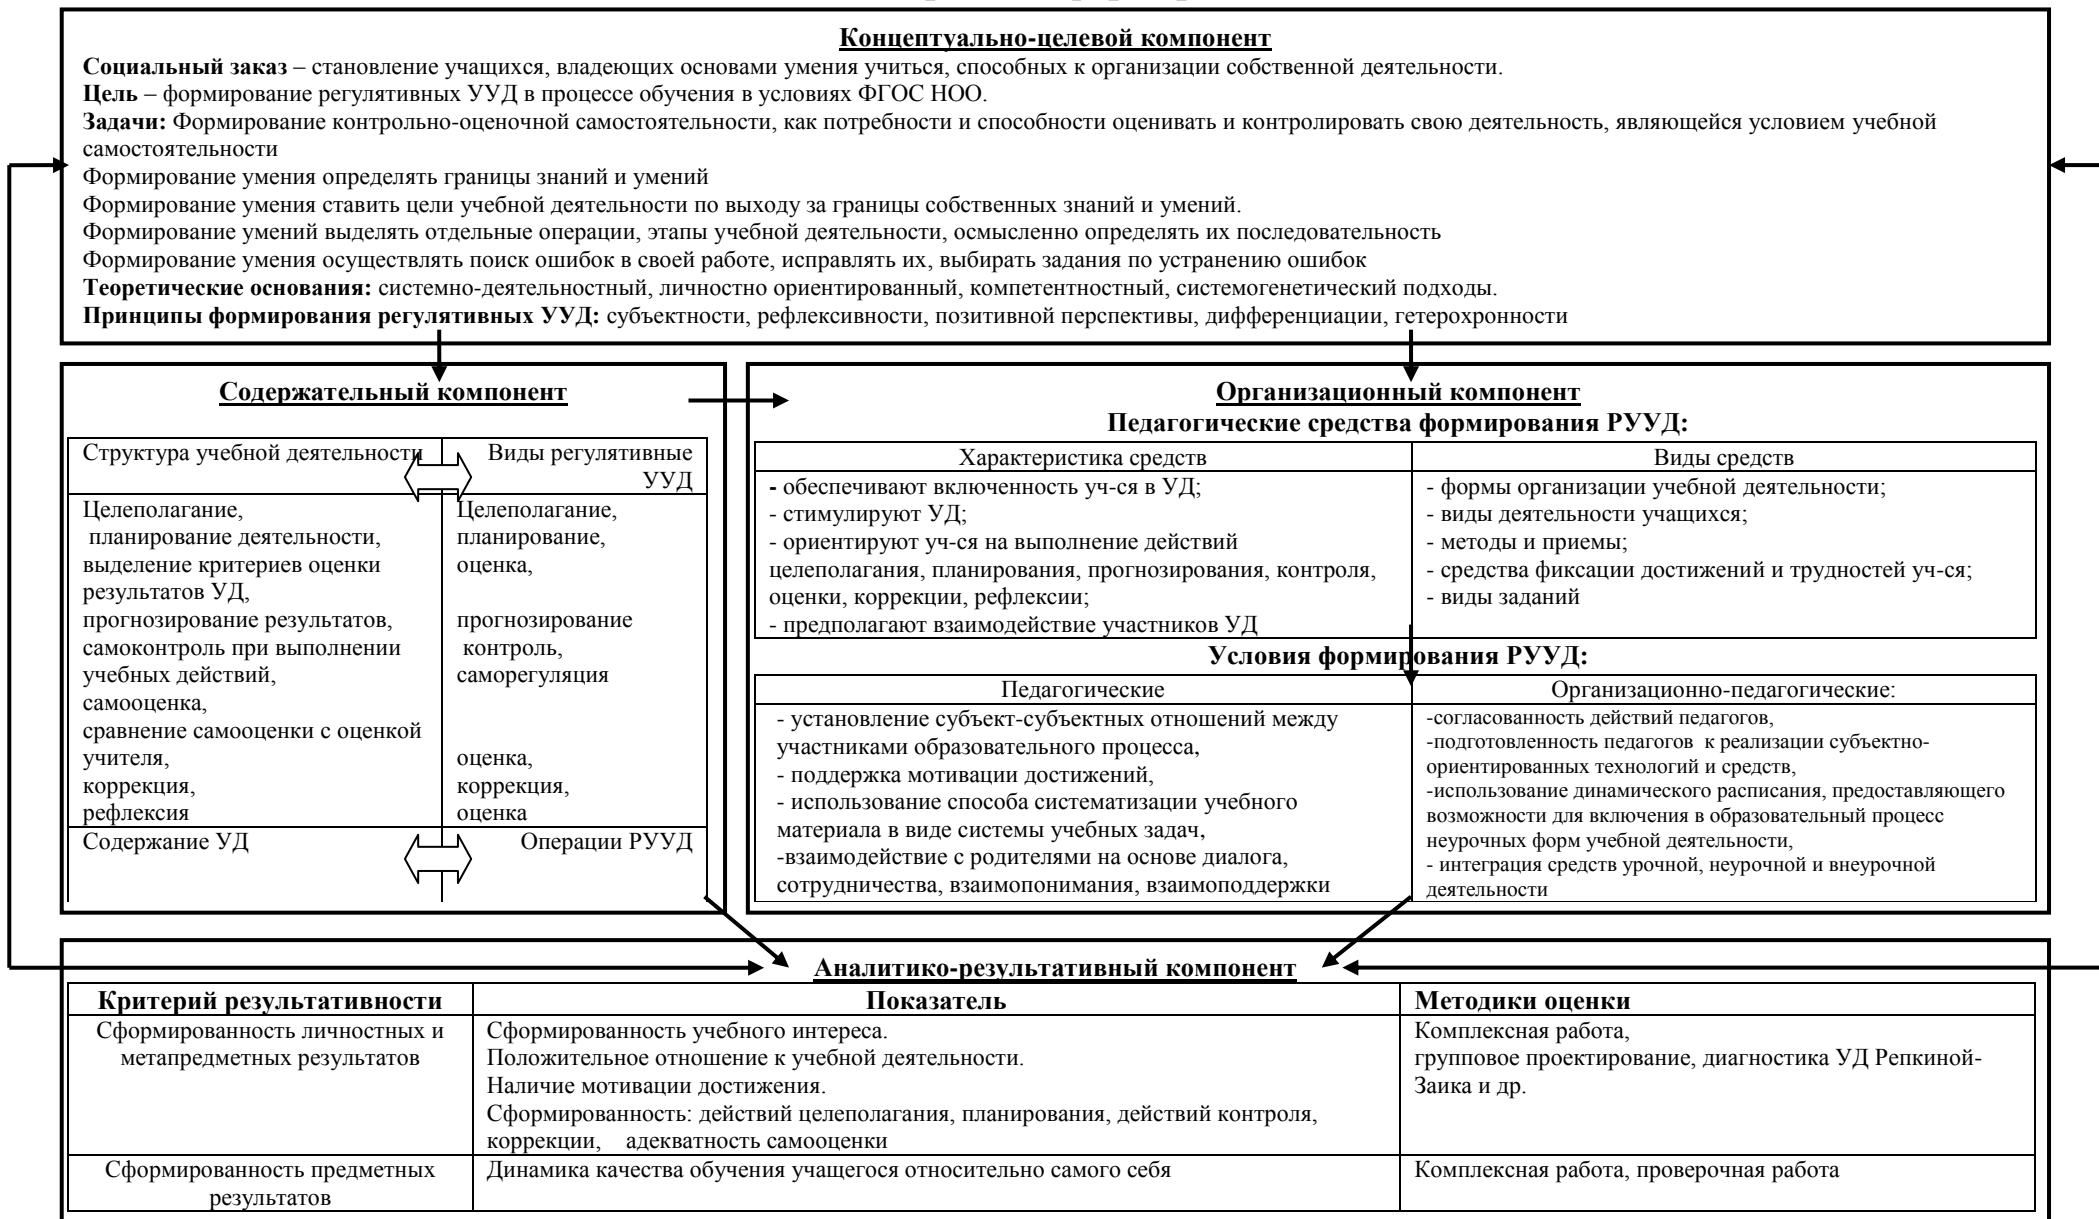 Концептуально-целевой компонент
Социальный заказ – становление учащихся, владеющих основами умения учиться, способных к организации собственной деятельности.
Цель – формирование регулятивных УУД в процессе обучения в условиях ФГОС НОО.
Задачи: Формирование контрольно-оценочной самостоятельности, как потребности и способности оценивать и контролировать свою деятельность, являющейся условием учебной
самостоятельности
Формирование умения определять границы знаний и умений
Формирование умения ставить цели учебной деятельности по выходу за границы собственных знаний и умений.
Формирование умений выделять отдельные операции, этапы учебной деятельности, осмысленно определять их последовательность
Формирование умения осуществлять поиск ошибок в своей работе, исправлять их, выбирать задания по устранению ошибок
Теоретические основания: системно-деятельностный, личностно ориентированный, компетентностный, системогенетический подходы.
Принципы формирования регулятивных УУД: субъектности, рефлексивности, позитивной перспективы, дифференциации, гетерохронности
Содержательный компонент
Структура учебной деятельности
Виды регулятивные
УУД
Целеполагание,
планирование деятельности,
выделение критериев оценки
результатов УД,
прогнозирование результатов,
самоконтроль при выполнении
учебных действий,
самооценка,
сравнение самооценки с оценкой
учителя,
коррекция,
рефлексия
Целеполагание,
планирование,
оценка,
прогнозирование
контроль,
саморегуляция
оценка,
коррекция,
оценка
Содержание УД
Операции РУУД
Организационный компонент
Педагогические средства формирования РУУД:
Характеристика средств
Виды средств
- обеспечивают включенность уч-ся в УД;
- стимулируют УД;
- ориентируют уч-ся на выполнение действий
целеполагания, планирования, прогнозирования, контроля,
оценки, коррекции, рефлексии;
- предполагают взаимодействие участников УД
- формы организации учебной деятельности;
- виды деятельности учащихся;
- методы и приемы;
- средства фиксации достижений и трудностей уч-ся;
- виды заданий
Условия формирования РУУД:
Педагогические
Организационно-педагогические:
- установление субъект-субъектных отношений между
участниками образовательного процесса,
- поддержка мотивации достижений,
- использование способа систематизации учебного
материала в виде системы учебных задач,
-взаимодействие с родителями на основе диалога,
сотрудничества, взаимопонимания, взаимоподдержки
-согласованность действий педагогов,
-подготовленность педагогов к реализации субъектно-
ориентированных технологий и средств,
-использование динамического расписания, предоставляющего
возможности для включения в образовательный процесс
неурочных форм учебной деятельности,
- интеграция средств урочной, неурочной и внеурочной
деятельности
Аналитико-результативный компонент
Критерий результативности
Показатель
Методики оценки
Сформированность личностных и
метапредметных результатов
Сформированность учебного интереса.
Положительное отношение к учебной деятельности.
Наличие мотивации достижения.
Сформированность: действий целеполагания, планирования, действий контроля,
коррекции, адекватность самооценки
Комплексная работа,
групповое проектирование, диагностика УД Репкиной-
Заика и др.
Сформированность предметных
результатов
Динамика качества обучения учащегося относительно самого себя
Комплексная работа, проверочная работа